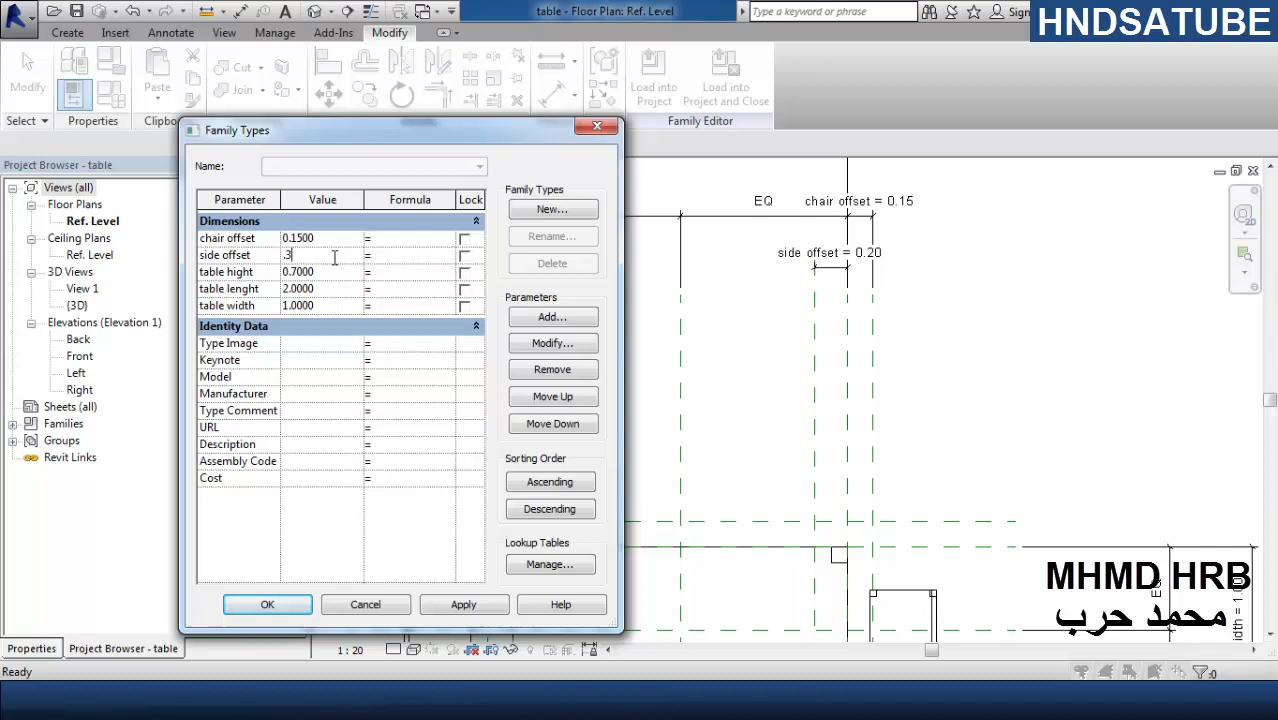 table - Floor Plan: Ref. Level
Type a keyword or phrase
Sign
HNDSATUBE
Create
Insert
Annotate
View
Manage
Add-Ins
Modify
Modify
Paste
Cut
Join
Load into
Project
Load into
Project and Close
Select
Properties
Clipb
Family Editor
Project Browser - table
Views (all)
Floor Plans
Ref. Level
Ceiling Plans
Ref. Level
3D Views
View 1
{3D}
Elevations (Elevation 1)
Back
Front
Left
Right
Sheets (all)
Families
Groups
Revit Links
Properties
Project Browser - table
Ready
Family Types
Name:
Parameter Value Formula Lock
Dimensions
chair offset 0.1500 =
side offset .3 =
table hight 0.7000 =
table lenght 2.0000 =
table width 1.0000 =
Identity Data
Type Image =
Keynote =
Model =
Manufacturer =
Type Comment =
URL =
Description =
Assembly Code =
Cost =
Family Types
New...
Rename...
Delete
Parameters
Add...
Modify...
Remove
Move Up
Move Down
Sorting Order
Ascending
Descending
Lookup Tables
Manage...
OK
Cancel
Apply
Help
EQ
chair offset = 0.15
side offset = 0.20
EQ
MHMD HRB
محمد حرب
1 : 20
:0